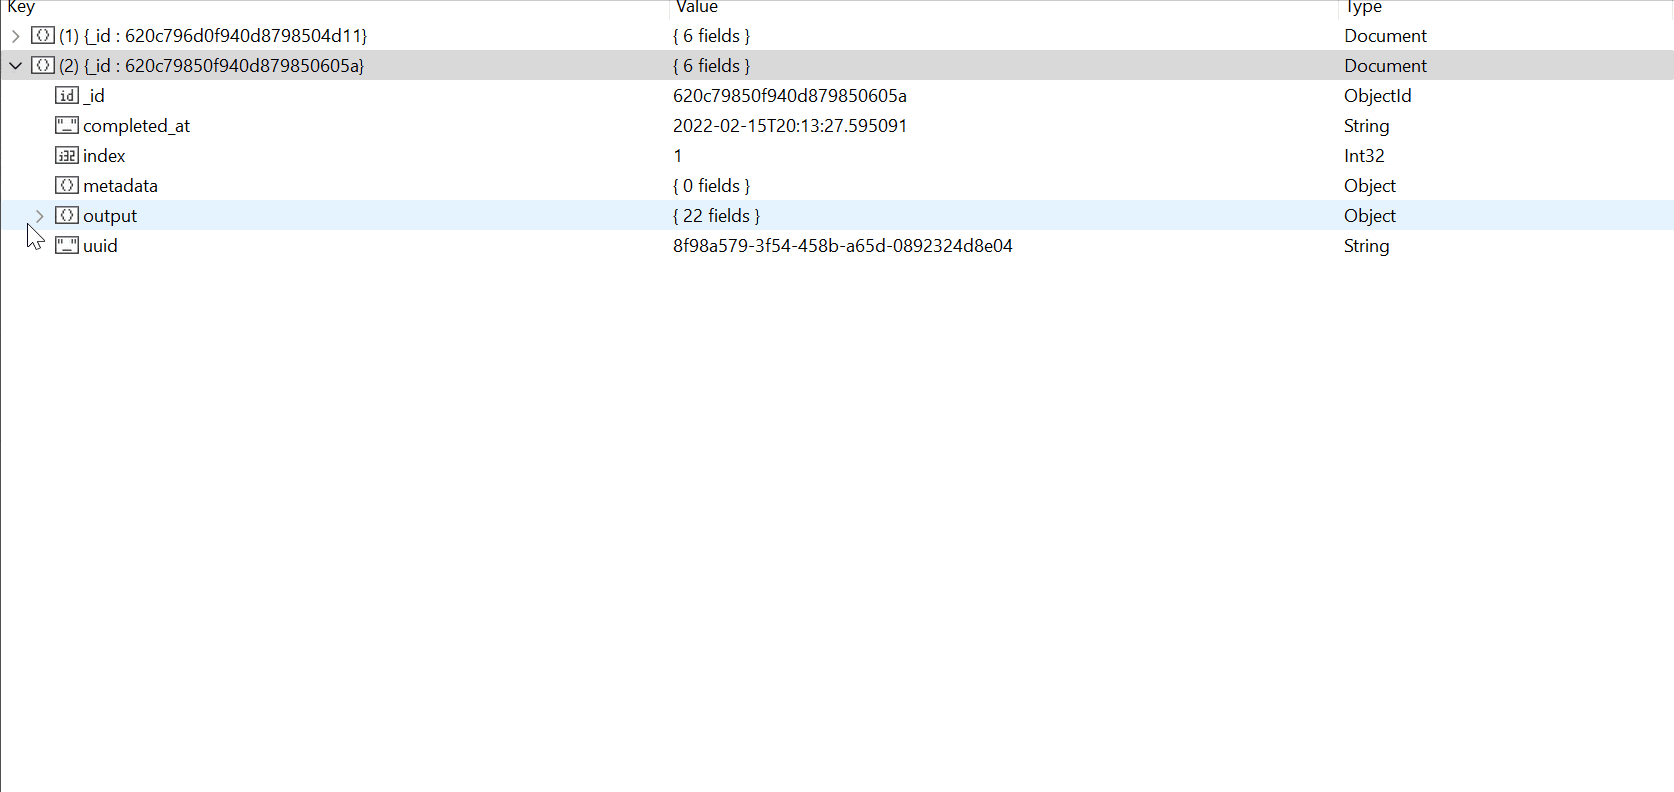 Key Value Type
(1) {_id : 620c796d0f940d8798504d11} { 6 fields } Document
(2) {_id : 620c79850f940d879850605a} { 6 fields } Document
id _id 620c79850f940d879850605a ObjectId
"_" completed_at 2022-02-15T20:13:27.595091 String
i32 index 1 Int32
metadata { 0 fields } Object
output { 22 fields } Object
"_" uuid 8f98a579-3f54-458b-a65d-0892324d8e04 String